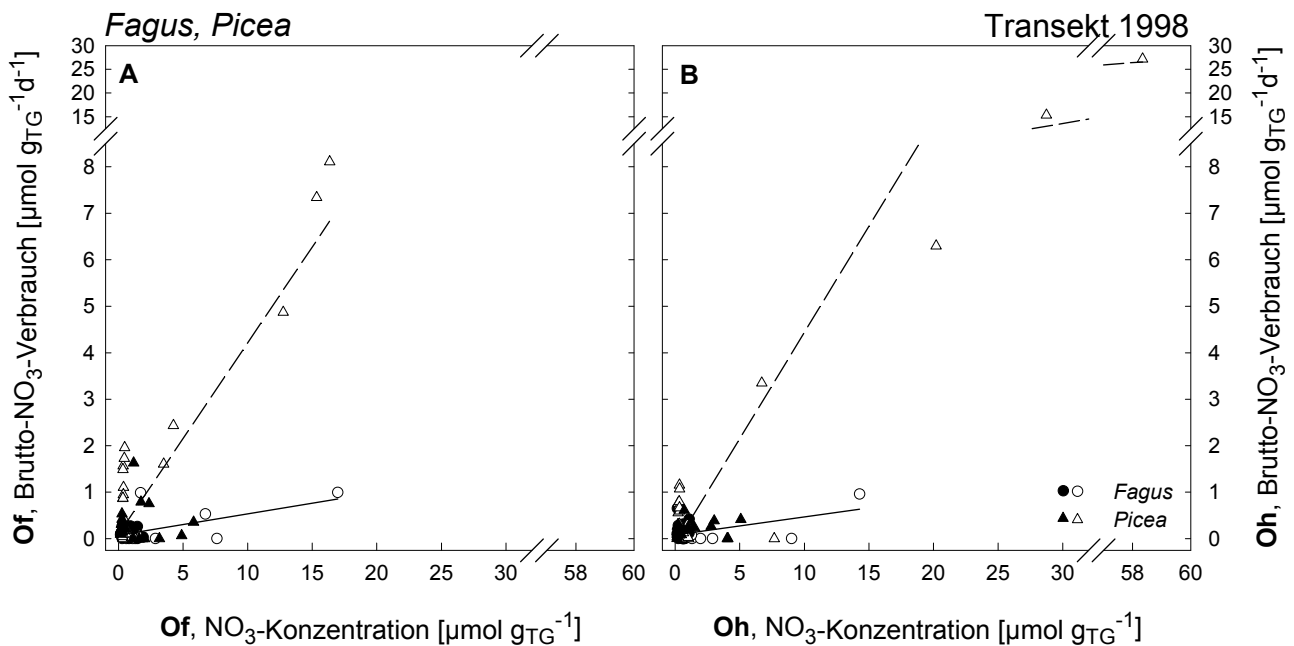 Fagus, Picea
Transekt 1998
A
B
30
25
20
15
8
7
6
5
4
3
2
1
0
30
25
20
15
8
7
6
5
4
3
2
1
0
Of, Brutto-NO3-Verbrauch [µmol gTG-1d-1]
Oh, Brutto-NO3-Verbrauch [µmol gTG-1d-1]
Fagus
Picea
0 5 10 15 20 25 30 58 60
0 5 10 15 20 25 30 58 60
Of, NO3-Konzentration [µmol gTG-1]
Oh, NO3-Konzentration [µmol gTG-1]